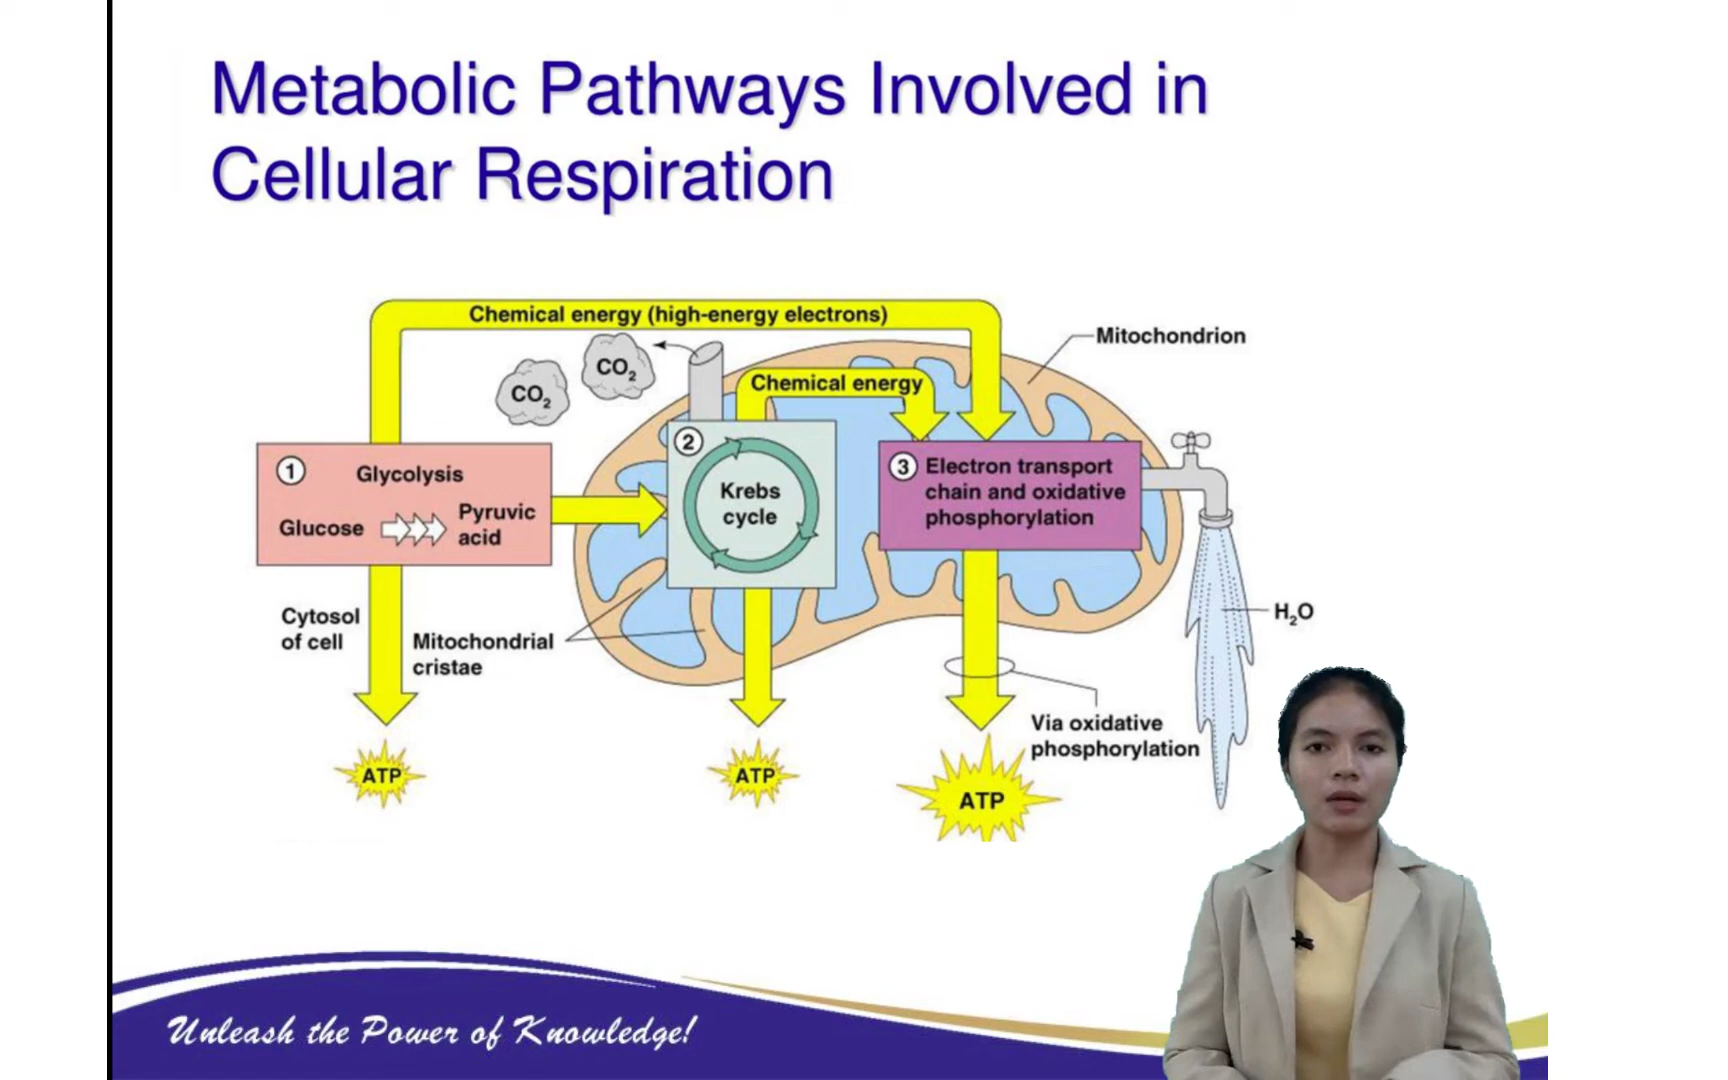 Metabolic Pathways Involved in
Cellular Respiration
Chemical energy (high-energy electrons)
Mitochondrion
CO₂
CO₂
Chemical energy
1
Glycolysis
Glucose
Pyruvic
acid
2
Krebs
cycle
3
Electron transport
chain and oxidative
phosphorylation
Cytosol
of cell
Mitochondrial
cristae
H₂O
Via oxidative
phosphorylation
ATP
ATP
ATP
Unleash the Power of Knowledge!